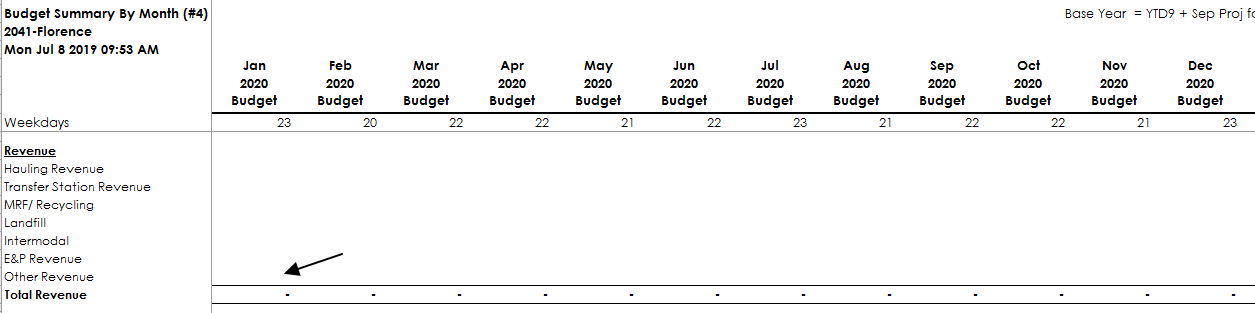 Budget Summary By Month (#4) Base Year = YTD9 + Sep Proj
2041-Florence
Mon Jul 8 2019 09:53 AM
Jan Feb Mar Apr May Jun Jul Aug Sep Oct Nov Dec
2020 2020 2020 2020 2020 2020 2020 2020 2020 2020 2020 2020
Budget Budget Budget Budget Budget Budget Budget Budget Budget Budget Budget Budget
Weekdays 23 20 22 22 21 22 23 21 22 22 21 23
Revenue
Hauling Revenue
Transfer Station Revenue
MRF/ Recycling
Landfill
Intermodal
E&P Revenue
Other Revenue
Total Revenue - - - - - - - - - - - -